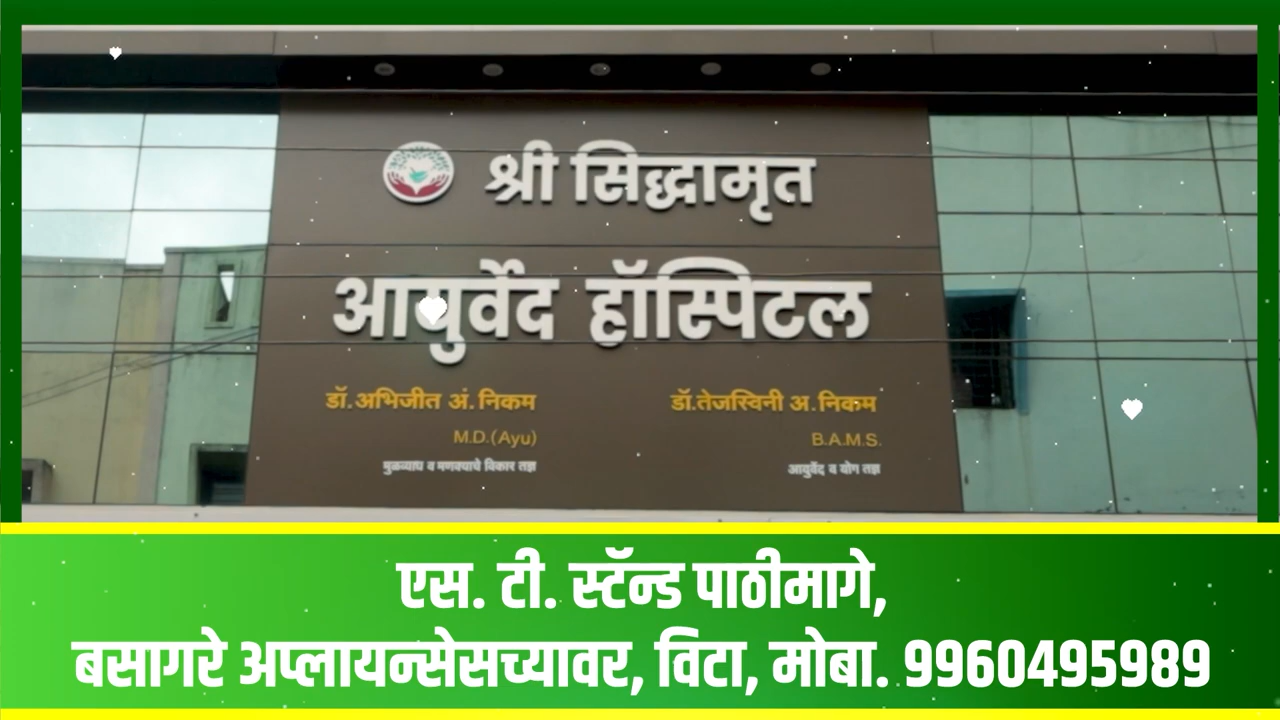 श्री सिद्धामृत
आयुर्वेद हॉस्पिटल
डॉ.अभिजीत अं.निकम
M.D.(Ayu)
मुळव्याध व मणक्याचे विकार तज्ञ
डॉ.तेजस्विनी अ.निकम
B.A.M.S.
आयुर्वेद व योग तज्ञ
एस. टी. स्टॅन्ड पाठीमागे,
बसागरे अप्लायन्सेसच्यावर, विटा, मोबा. 9960495989